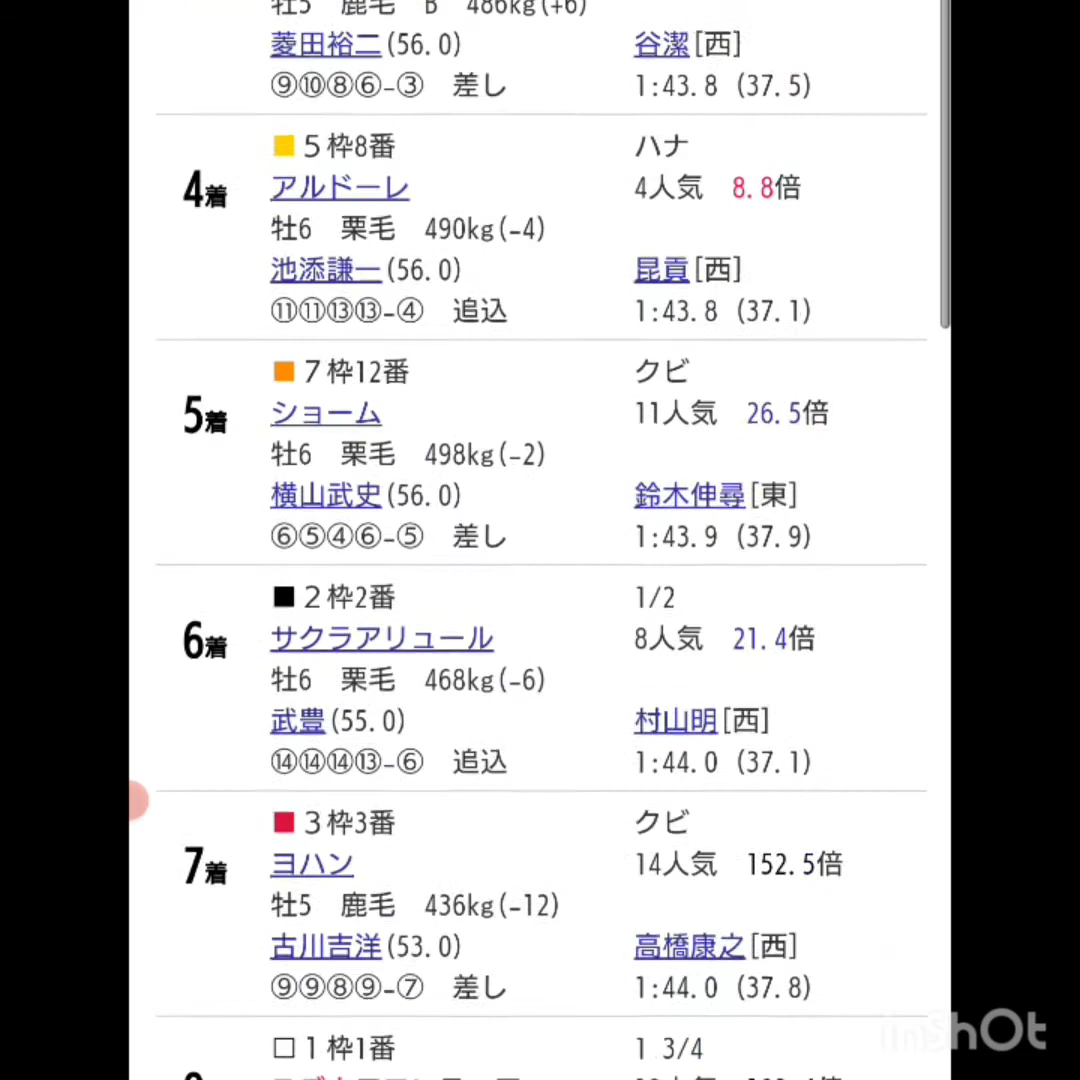 牡5 鹿毛 B 486kg(+6)
菱田裕二(56.0) 谷潔[西]
⑨⑩⑧⑥-③ 差し 1:43.8 (37.5)
5枠8番 ハナ
4着 アルドーレ 4人気 8.8倍
牡6 栗毛 490kg(-4)
池添謙一(56.0) 昆貢[西]
⑪⑪⑬⑬-④ 追込 1:43.8 (37.1)
7枠12番 クビ
5着 ショーム 11人気 26.5倍
牡6 栗毛 498kg(-2)
横山武史(56.0) 鈴木伸尋[東]
⑥⑤④⑥-⑤ 差し 1:43.9 (37.9)
2枠2番 1/2
6着 サクラアリュール 8人気 21.4倍
牡6 栗毛 468kg(-6)
武豊(55.0) 村山明[西]
⑭⑭⑭⑬-⑥ 追込 1:44.0 (37.1)
3枠3番 クビ
7着 ヨハン 14人気 152.5倍
牡5 鹿毛 436kg(-12)
古川吉洋(53.0) 高橋康之[西]
⑨⑨⑧⑨-⑦ 差し 1:44.0 (37.8)
1枠1番 1 3/4
InShOt